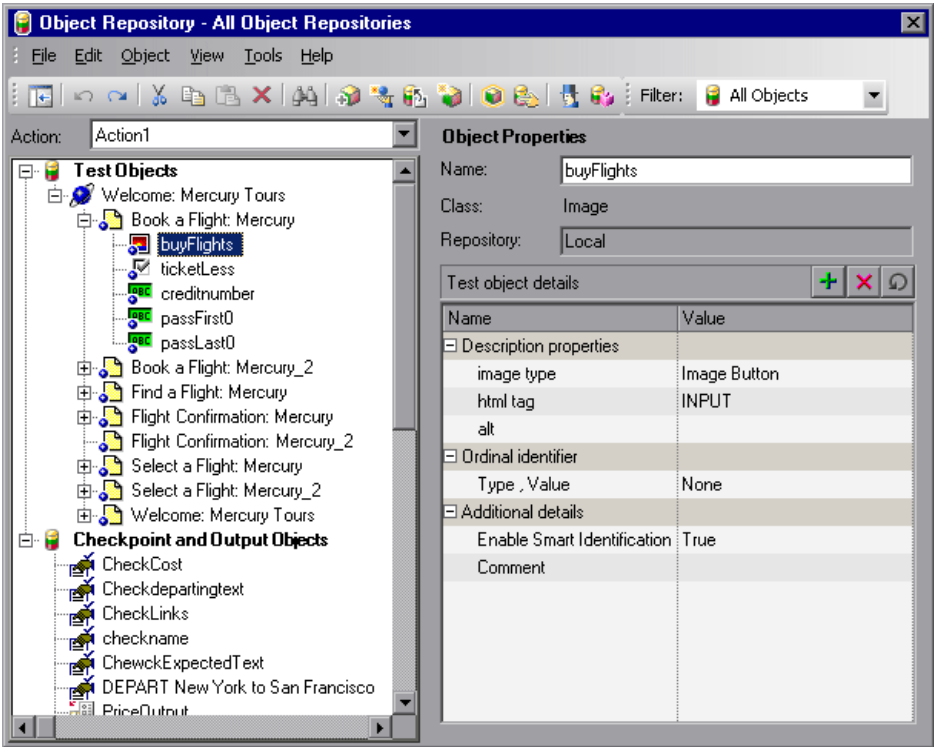 Object Repository - All Object Repositories
File Edit Object View Tools Help
Filter: All Objects
Action: Action1
Test Objects
Welcome: Mercury Tours
Book a Flight: Mercury
buyFlights
ticketLess
creditnumber
passFirst0
passLast0
Book a Flight: Mercury_2
Find a Flight: Mercury
Flight Confirmation: Mercury
Flight Confirmation: Mercury_2
Select a Flight: Mercury
Select a Flight: Mercury_2
Welcome: Mercury Tours
Checkpoint and Output Objects
CheckCost
Checkdepartingtext
CheckLinks
checkname
ChewckExpectedText
DEPART New York to San Francisco
PriceOutput
Object Properties
Name: buyFlights
Class: Image
Repository: Local
Test object details
Name Value
Description properties
image type Image Button
html tag INPUT
alt
Ordinal identifier
Type , Value None
Additional details
Enable Smart Identification True
Comment